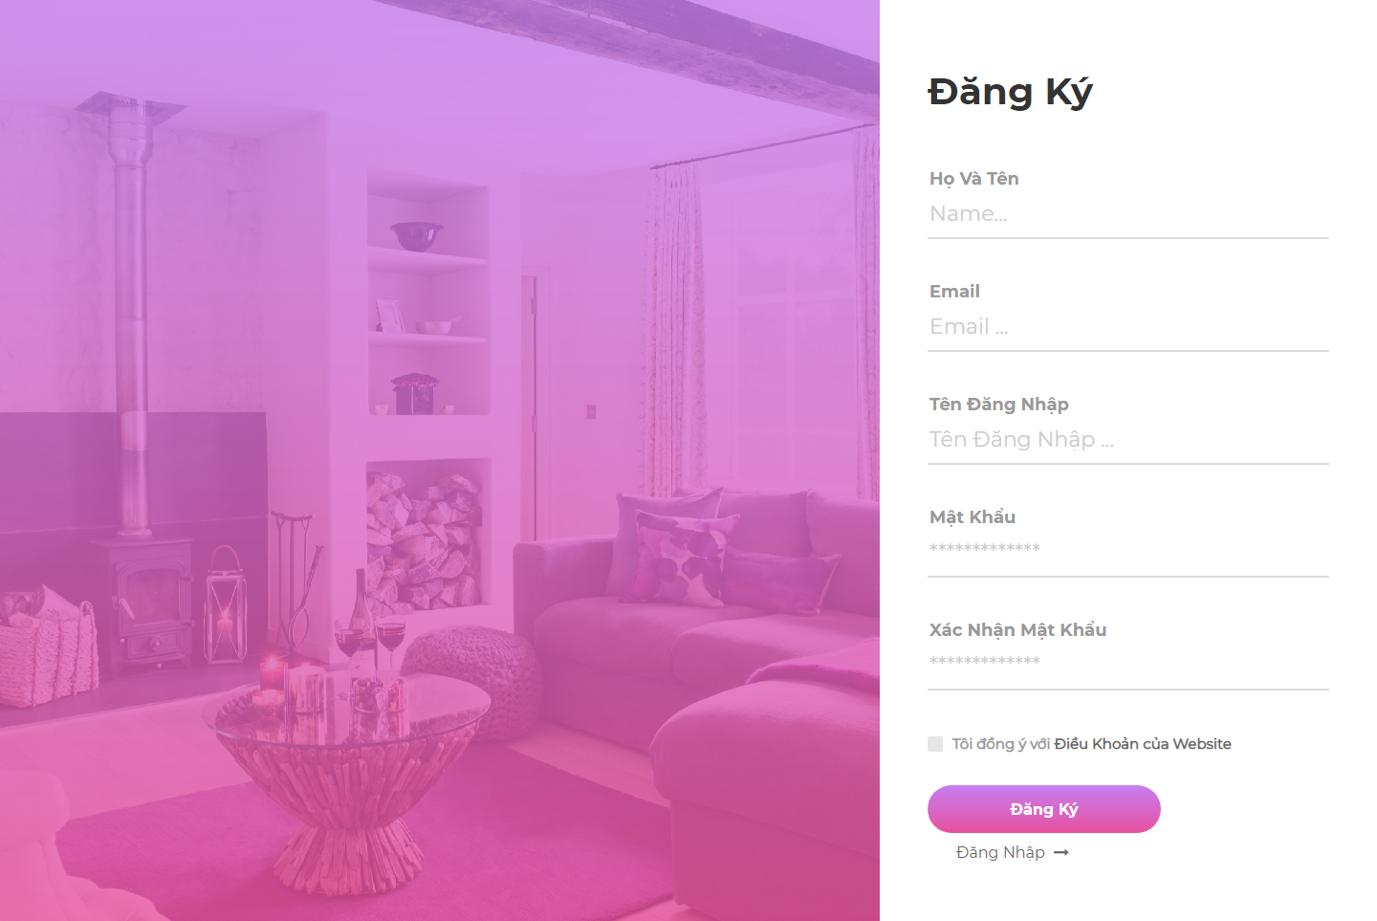 Đăng Ký
Họ Và Tên
Name...
Email
Email ...
Tên Đăng Nhập
Tên Đăng Nhập ...
Mật Khẩu
*************
Xác Nhận Mật Khẩu
*************
Tôi đồng ý với Điều Khoản của Website
Đăng Ký
Đăng Nhập →